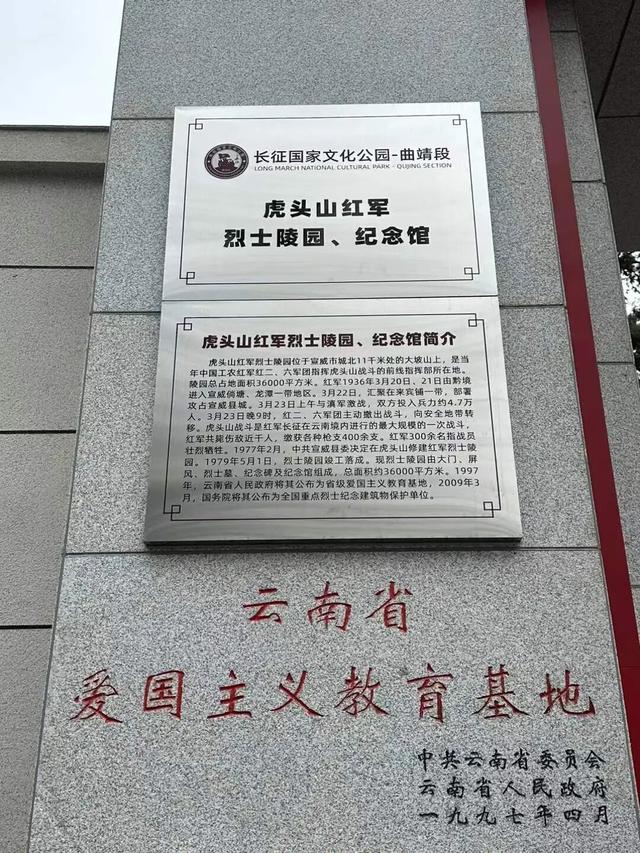 长征国家文化公园-曲靖段
LONG MARCH NATIONAL CULTURAL PARK - QUJING SECTION
虎头山红军
烈士陵园、纪念馆
虎头山红军烈士陵园、纪念馆简介
虎头山红军烈士陵园位于宣威市城北11千米处的大坡山上，是当
年中国工农红军红二、六军团指挥虎头山战斗的前线指挥部所在地。
陵园总占地面积36000平方米。红军1936年3月20日、21日由黔境
进入宣威倘塘、龙潭一带地区。3月22日，汇聚在来宾铺一带，部署
攻占宣威县城。3月23日上午与滇军激战，双方投入兵力约4.7万
人。3月23日晚9时，红二、六军团主动撤出战斗，向安全地带转
移。虎头山战斗是红军长征在云南境内进行的最大规模的一次战斗，
红军共毙伤敌近千人，缴获各种枪支400余支。红军300余名指战员
壮烈牺牲。1977年2月，中共宣威县委决定在虎头山修建红军烈士陵
园。1979年5月1日，烈士陵园竣工落成。现烈士陵园由大门、屏
风、烈士墓、纪念碑及纪念馆组成，总面积约36000平方米。1997
年，云南省人民政府将其公布为省级爱国主义教育基地，2009年3
月，国务院将其公布为全国重点烈士纪念建筑物保护单位。
云南省
爱国主义教育基地
中共云南省委员会
云南省人民政府
一九九七年四月